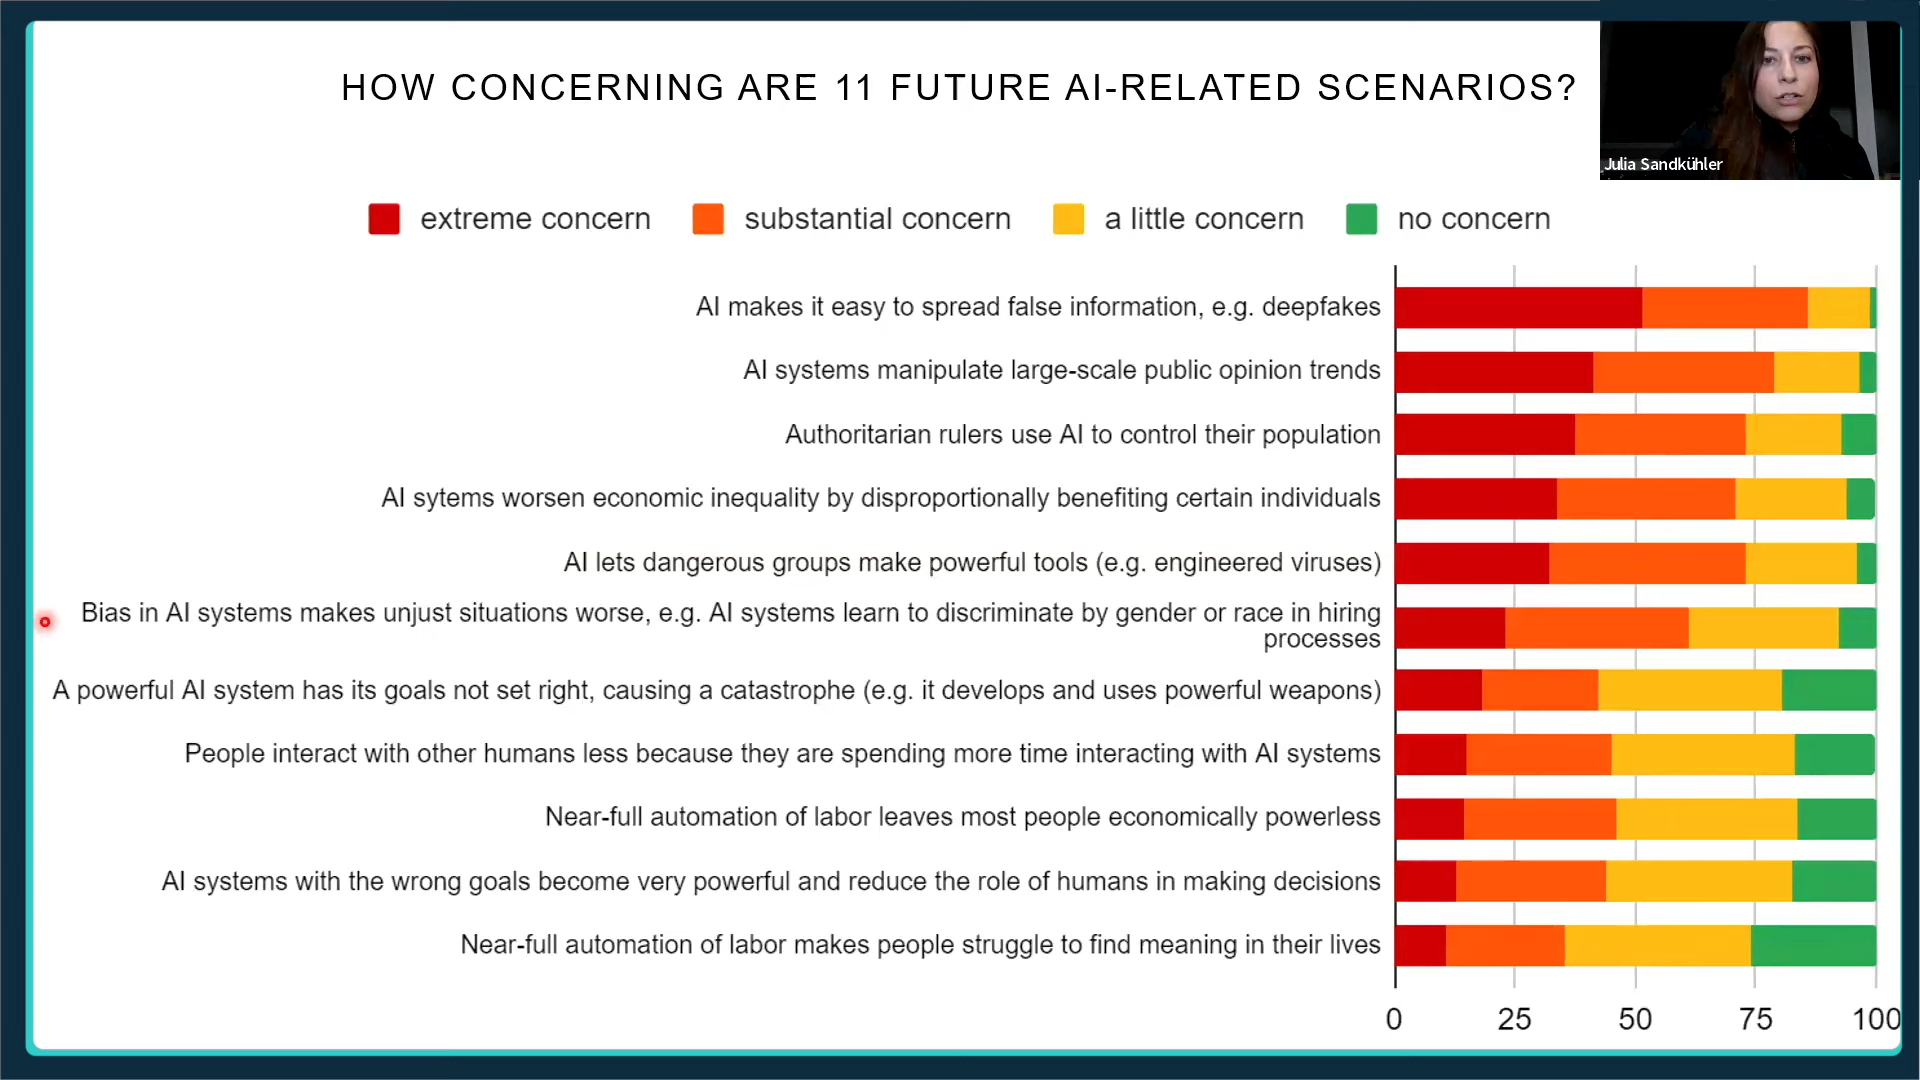 HOW CONCERNING ARE 11 FUTURE AI-RELATED SCENARIOS?
Julia Sandkühler
extreme concern
substantial concern
a little concern
no concern
AI makes it easy to spread false information, e.g. deepfakes
AI systems manipulate large-scale public opinion trends
Authoritarian rulers use AI to control their population
AI sytems worsen economic inequality by disproportionally benefiting certain individuals
AI lets dangerous groups make powerful tools (e.g. engineered viruses)
Bias in AI systems makes unjust situations worse, e.g. AI systems learn to discriminate by gender or race in hiring
processes
A powerful AI system has its goals not set right, causing a catastrophe (e.g. it develops and uses powerful weapons)
People interact with other humans less because they are spending more time interacting with AI systems
Near-full automation of labor leaves most people economically powerless
AI systems with the wrong goals become very powerful and reduce the role of humans in making decisions
Near-full automation of labor makes people struggle to find meaning in their lives
0 25 50 75 100